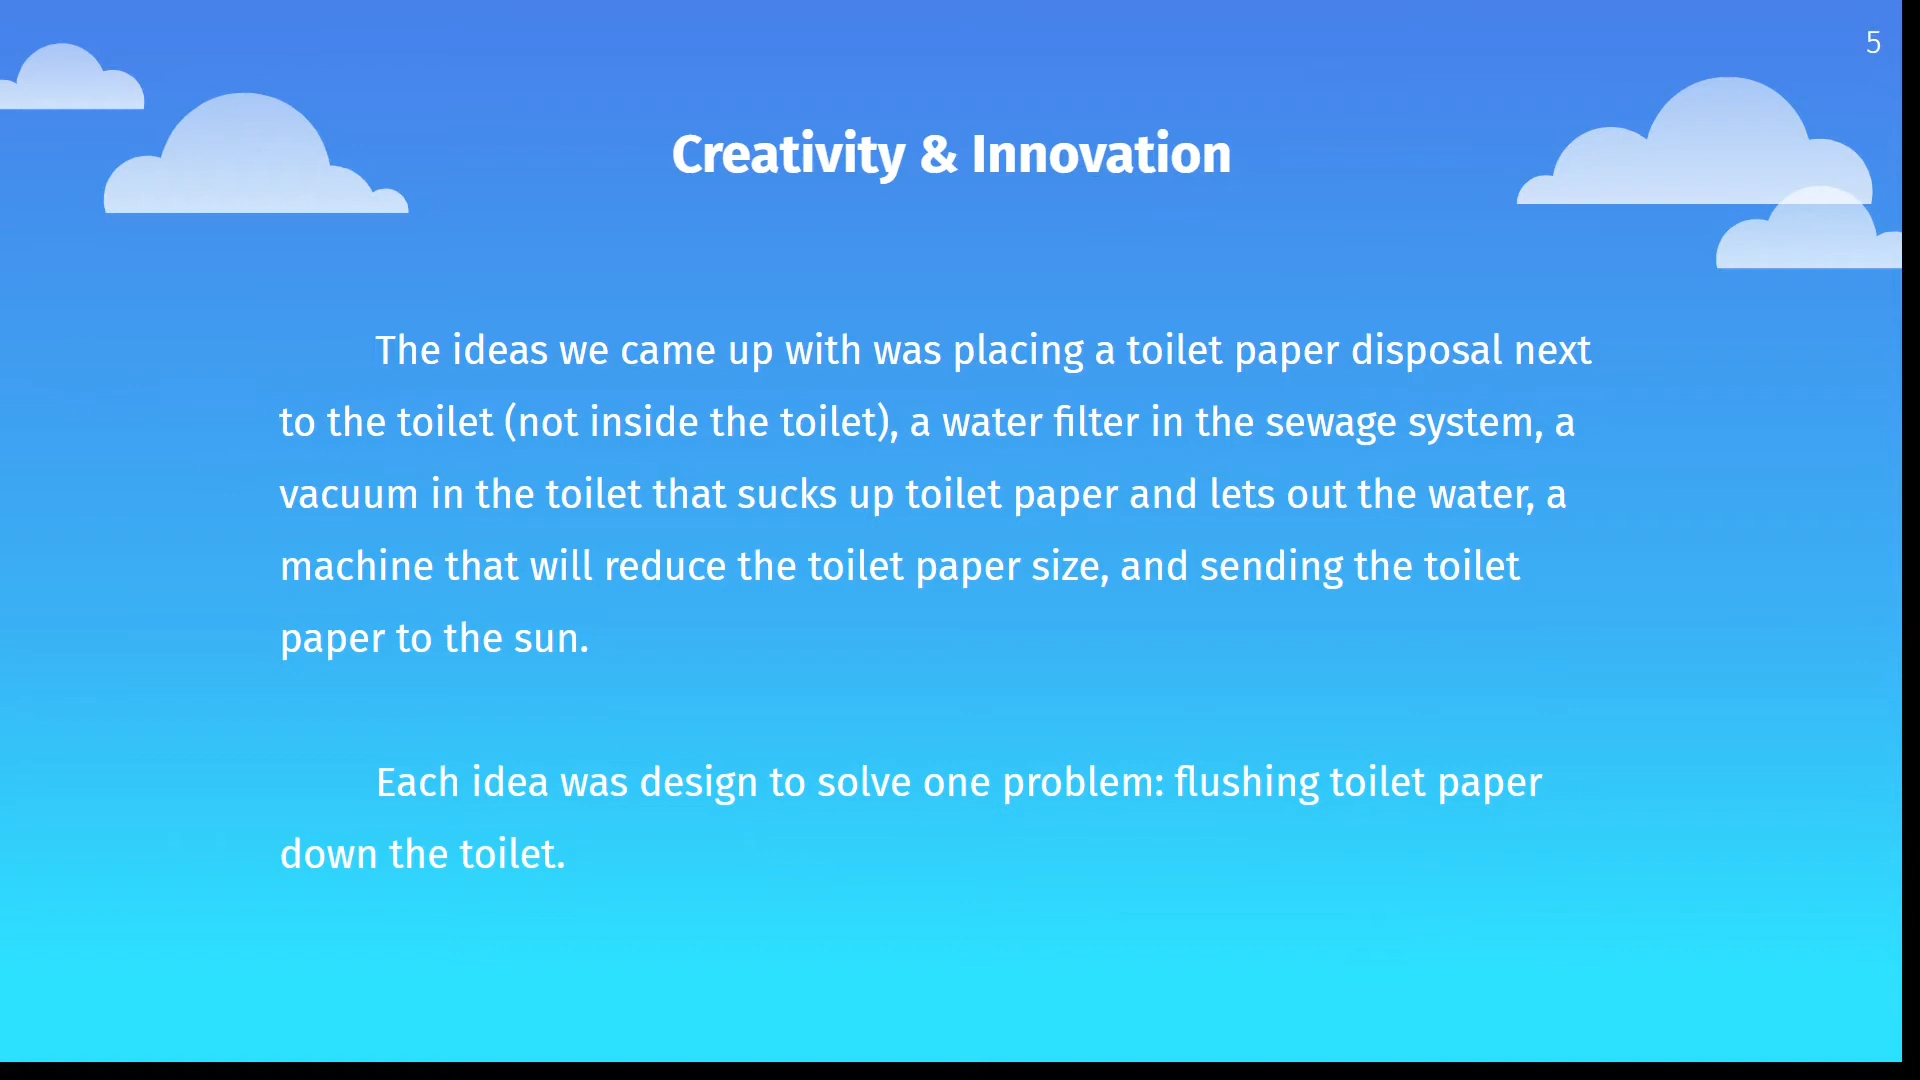 5
Creativity & Innovation
The ideas we came up with was placing a toilet paper disposal next
to the toilet (not inside the toilet), a water filter in the sewage system, a
vacuum in the toilet that sucks up toilet paper and lets out the water, a
machine that will reduce the toilet paper size, and sending the toilet
paper to the sun.
Each idea was design to solve one problem: flushing toilet paper
down the toilet.